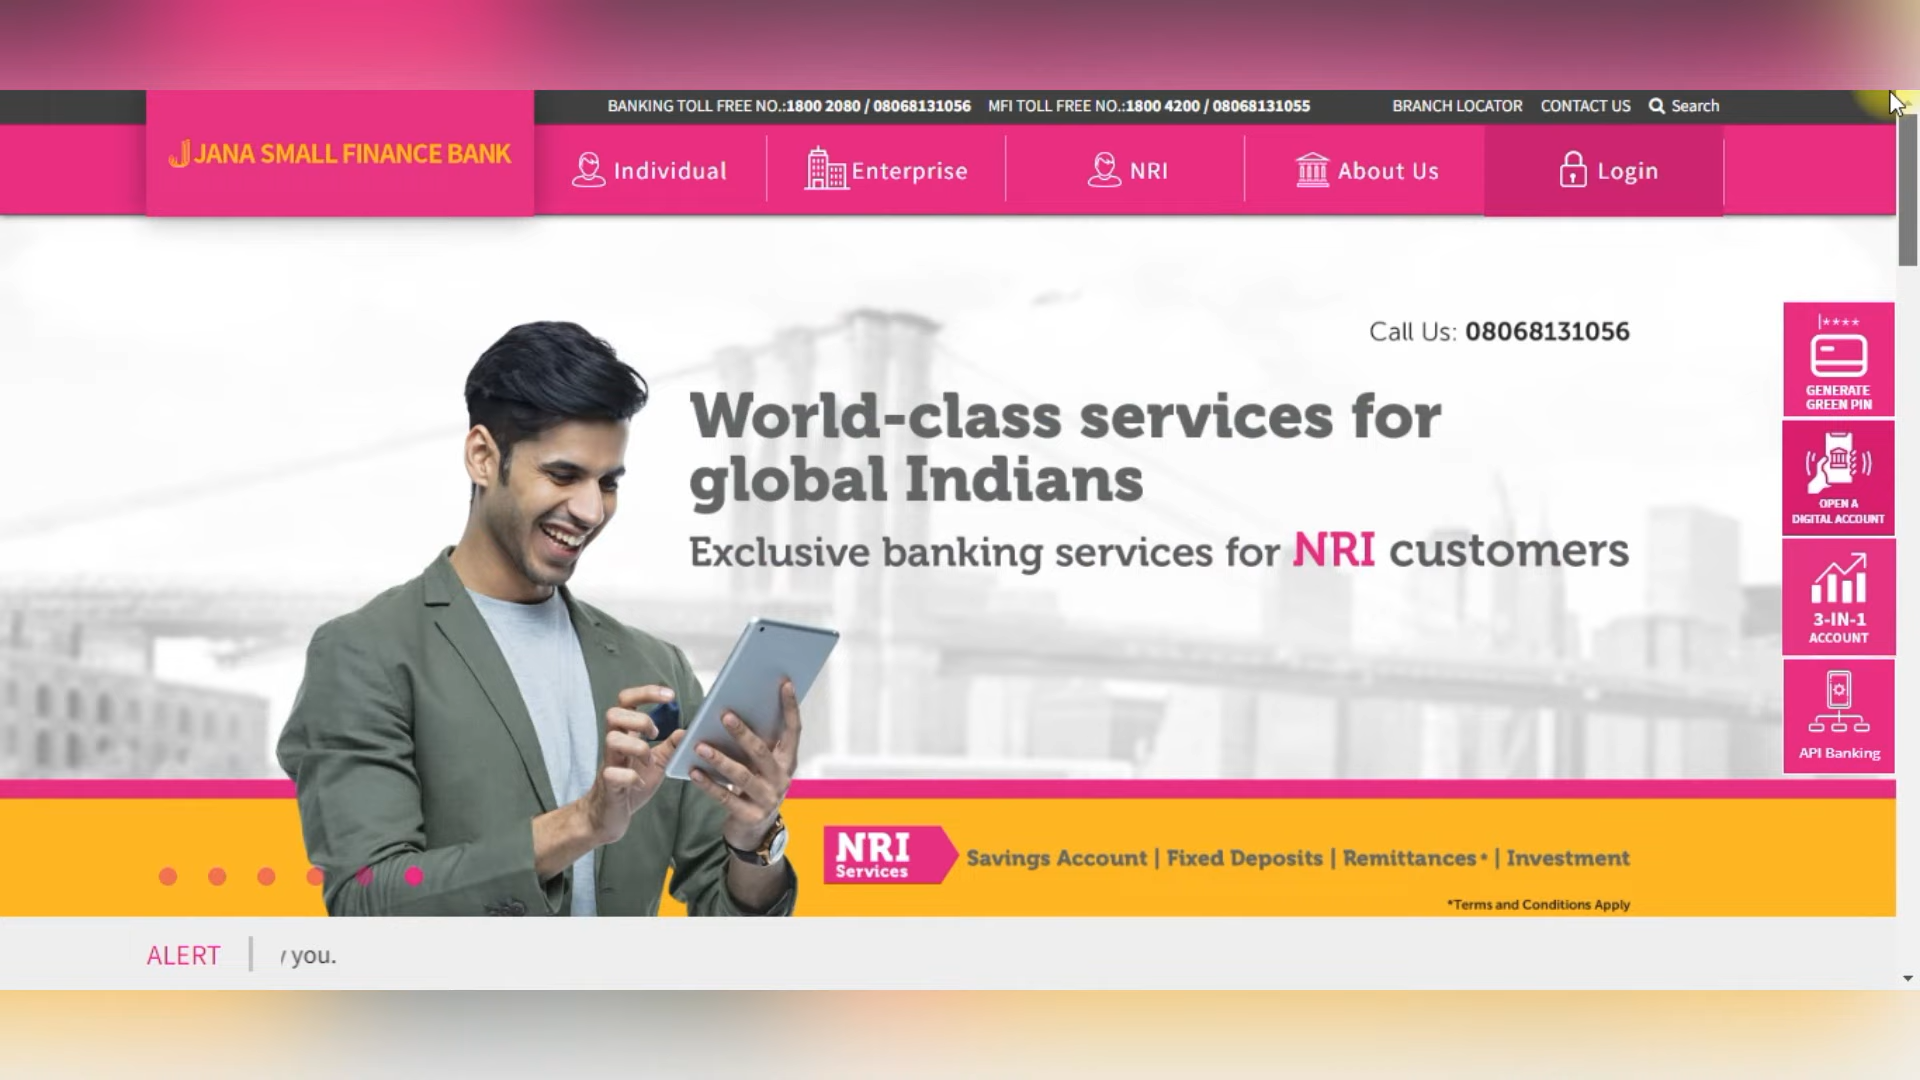 BANKING TOLL FREE NO.:1800 2080 / 08068131056 MFI TOLL FREE NO.:1800 4200 / 08068131055 BRANCH LOCATOR CONTACT US Search
JANA SMALL FINANCE BANK
Individual Enterprise NRI About Us Login
Call Us: 08068131056
World-class services for
global Indians
Exclusive banking services for NRI customers
|****
GENERATE
GREEN PIN
OPEN A
DIGITAL ACCOUNT
3-IN-1
ACCOUNT
API Banking
NRI
Services
Savings Account | Fixed Deposits | Remittances* | Investment
*Terms and Conditions Apply
ALERT you.